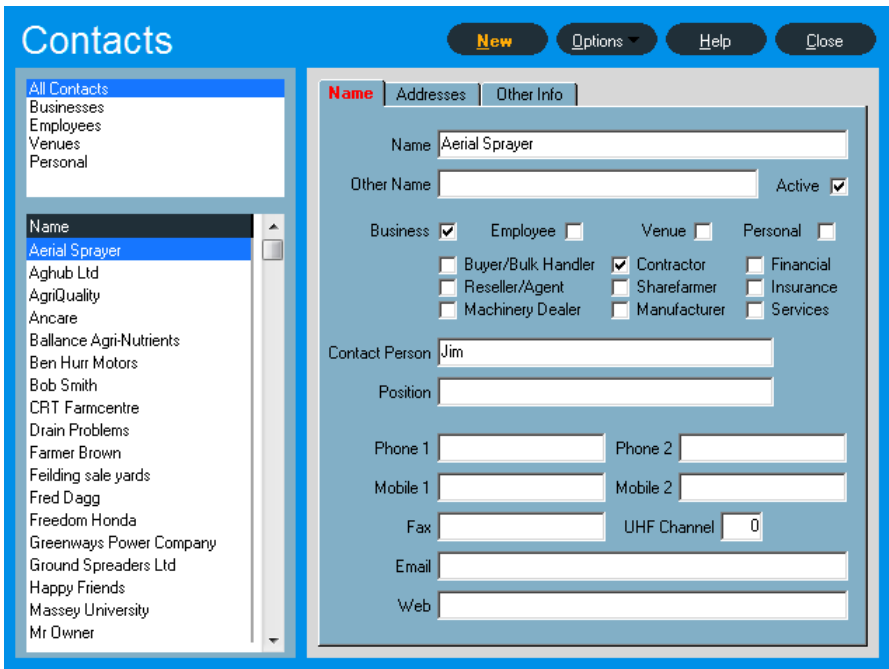 Contacts
New Options Help Close
All Contacts
Businesses
Employees
Venues
Personal
Name
Aerial Sprayer
Aghub Ltd
AgriQuality
Ancare
Ballance Agri-Nutrients
Ben Hurr Motors
Bob Smith
CRT Farmcentre
Drain Problems
Farmer Brown
Feilding sale yards
Fred Dagg
Freedom Honda
Greenways Power Company
Ground Spreaders Ltd
Happy Friends
Massey University
Mr Owner
Name Addresses Other Info
Name Aerial Sprayer
Other Name Active
Business Employee Venue Personal
Buyer/Bulk Handler Contractor Financial
Reseller/Agent Sharefarmer Insurance
Machinery Dealer Manufacturer Services
Contact Person Jim
Position
Phone 1 Phone 2
Mobile 1 Mobile 2
Fax UHF Channel 0
Email
Web